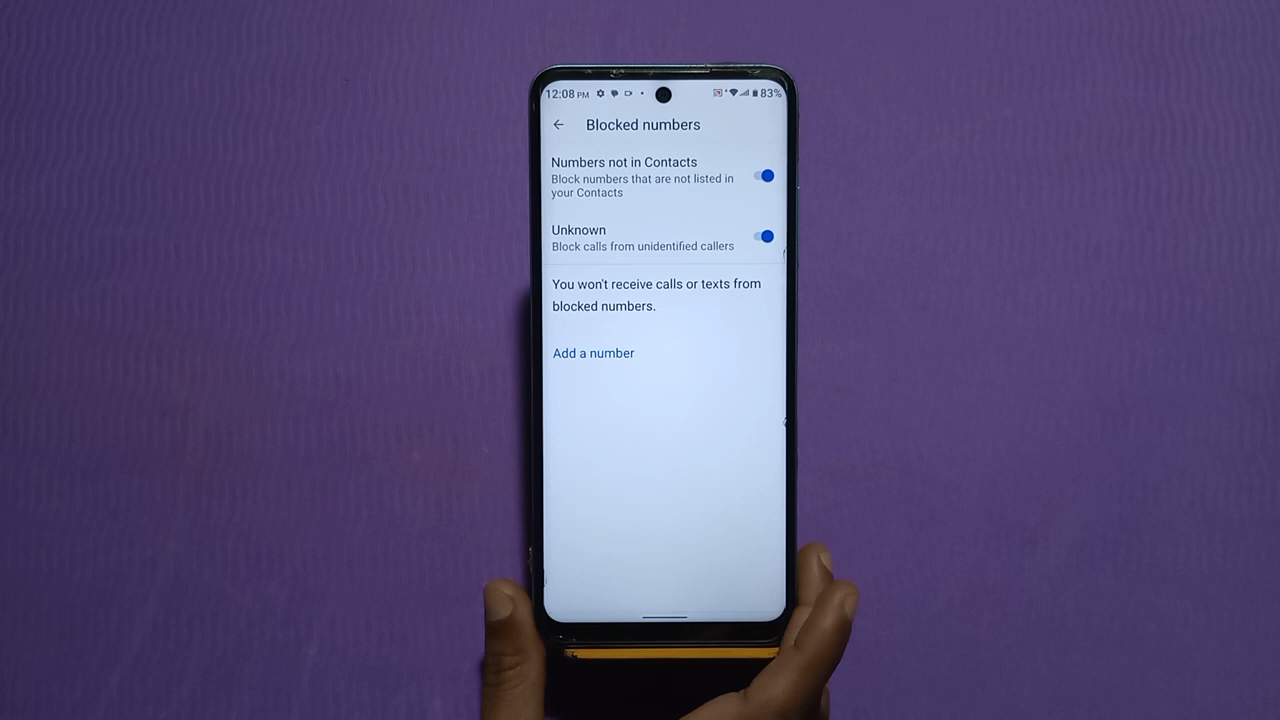 12:08 PM 83%
Blocked numbers
Numbers not in Contacts
Block numbers that are not listed in
your Contacts
Unknown
Block calls from unidentified callers
You won't receive calls or texts from
blocked numbers.
Add a number